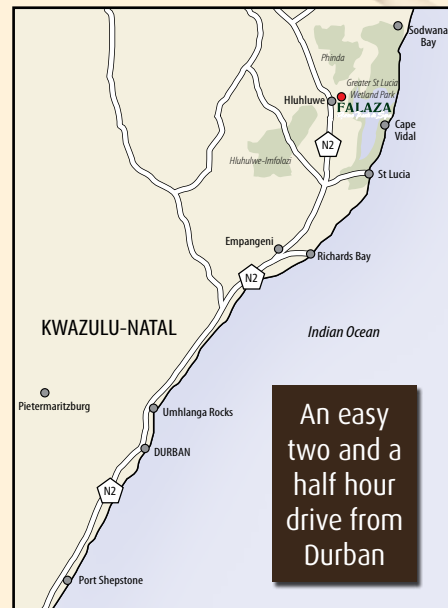 Sodwana
Bay
Phinda
Greater St Lucia
Wetland Park
Hluhluwe
FALAZA
Cape
Vidal
N2
Hluhulwe-Imfolozi
St Lucia
Empangeni
Richards Bay
N2
KWAZULU-NATAL
Indian Ocean
Pietermaritzburg
Umhlanga Rocks
DURBAN
N2
Port Shepstone
An easy
two and a
half hour
drive from
Durban